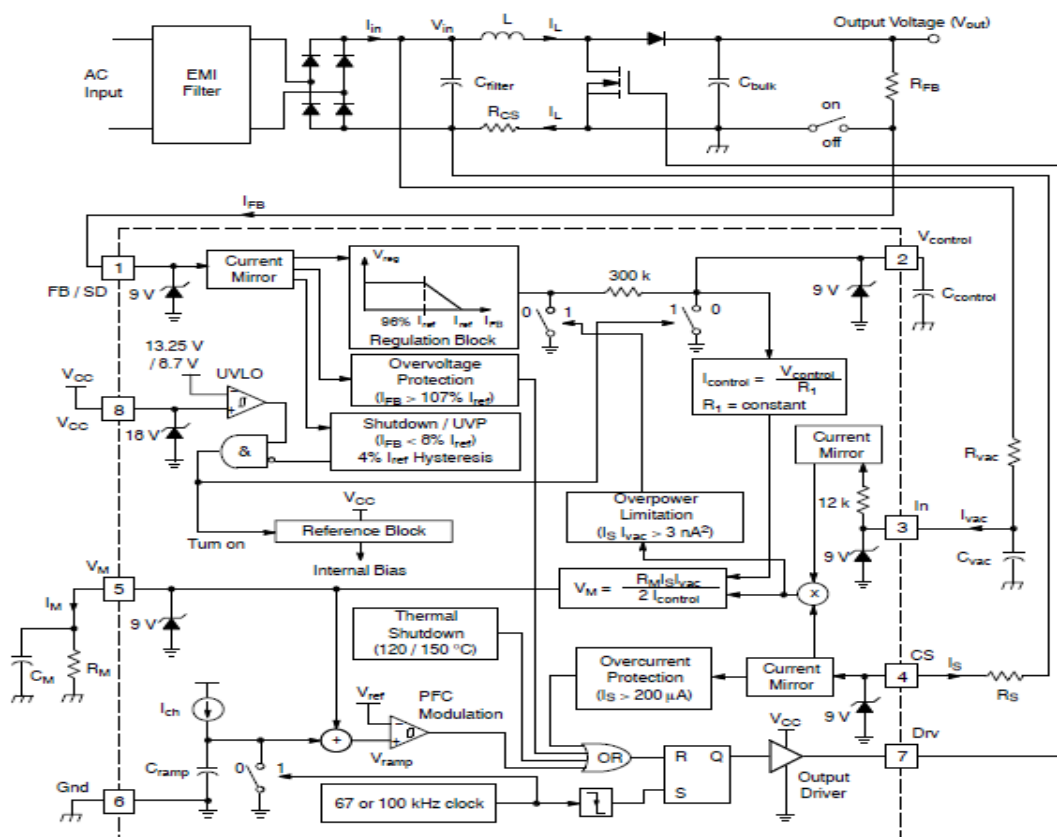 Output Voltage (Vout)
AC
Input
EMI
Filter
Iin
Vin
L
IL
Cfilter
RCS
IL
Cbulk
RFB
on
off
IFB
Vcontrol
1
FB / SD
9 V
Current
Mirror
Vreg
96% Iref
Iref
IFB
Regulation Block
300 k
0
1
1
0
2
9 V
Ccontrol
13.25 V
/ 8.7 V
UVLO
VCC
VCC
8
18 V
Overvoltage
Protection
(IFB > 107% Iref)
Shutdown / UVP
(IFB < 8% Iref)
4% Iref Hysteresis
&
Icontrol = Vcontrol / R1
R1 = constant
Current
Mirror
12 k
Rvac
In
3
Ivac
9 V
Cvac
VCC
Reference Block
Turn on
Internal Bias
Overpower
Limitation
(IS Ivac > 3 nA²)
VM
5
IM
9 V
CM
RM
VM = RMISIvac / 2 Icontrol
X
Thermal
Shutdown
(120 / 150 °C)
Overcurrent
Protection
(IS > 200 μA)
Current
Mirror
CS
4
IS
RS
9 V
Ich
Vref
PFC
Modulation
+
Vramp
Cramp
0
1
OR
R
Q
S
VCC
Output
Driver
Drv
7
Gnd
6
67 or 100 kHz clock